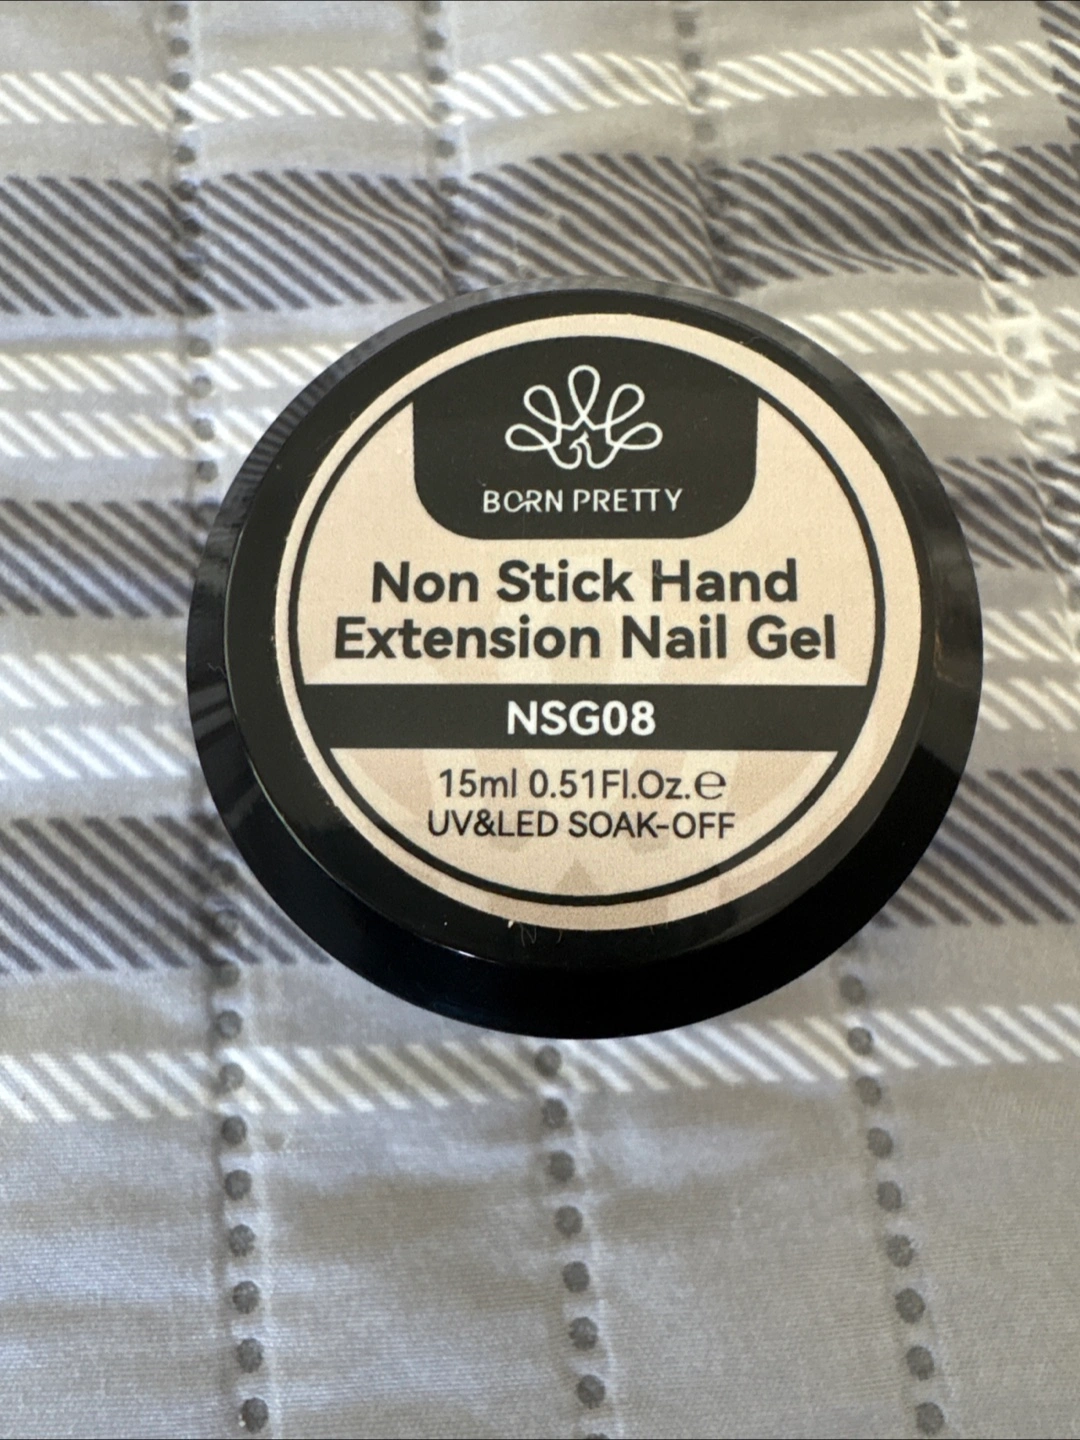 BORN PRETTY
Non Stick Hand
Extension Nail Gel
NSG08
15ml 0.51Fl.Oz.℮
UV&LED SOAK-OFF